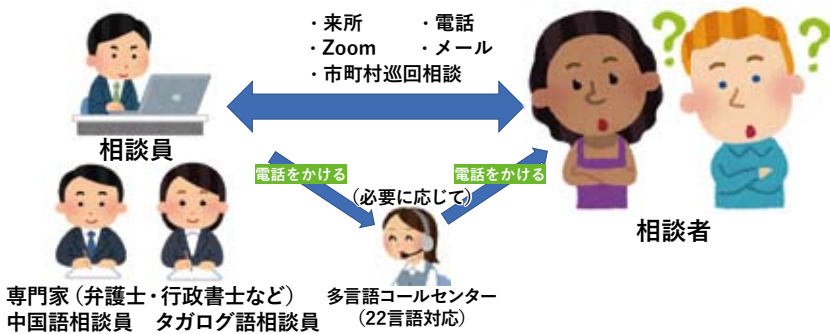 ・来所　　・電話
・Zoom　・メール
・市町村巡回相談
相談員
電話をかける
電話をかける
（必要に応じて）
相談者
専門家（弁護士・行政書士など）
中国語相談員　タガログ語相談員
多言語コールセンター
（22言語対応）